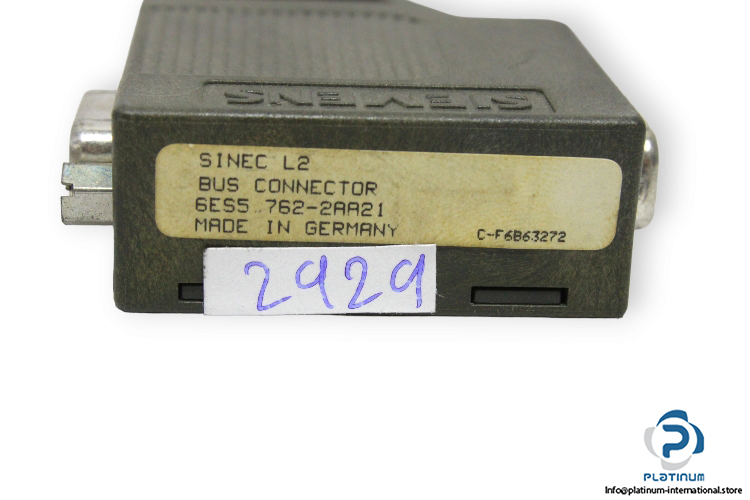 SIEMENS
SINEC L2
BUS CONNECTOR
6ES5 762-2AA21
MADE IN GERMANY C-F6B63272
2929
PLATINUM
Info@platinum-international.store